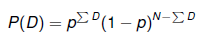 P(D) = p^{∑ D}(1 − p)^{N−∑ D}